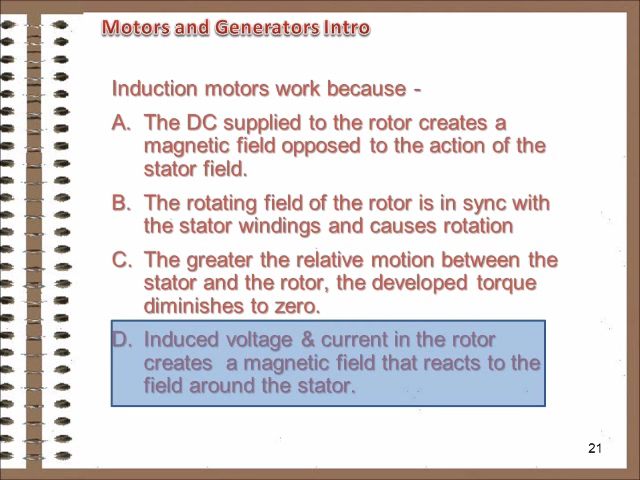 Motors and Generators Intro
Induction motors work because -
A. The DC supplied to the rotor creates a
magnetic field opposed to the action of the
stator field.
B. The rotating field of the rotor is in sync with
the stator windings and causes rotation
C. The greater the relative motion between the
stator and the rotor, the developed torque
diminishes to zero.
D. Induced voltage & current in the rotor
creates a magnetic field that reacts to the
field around the stator.
21